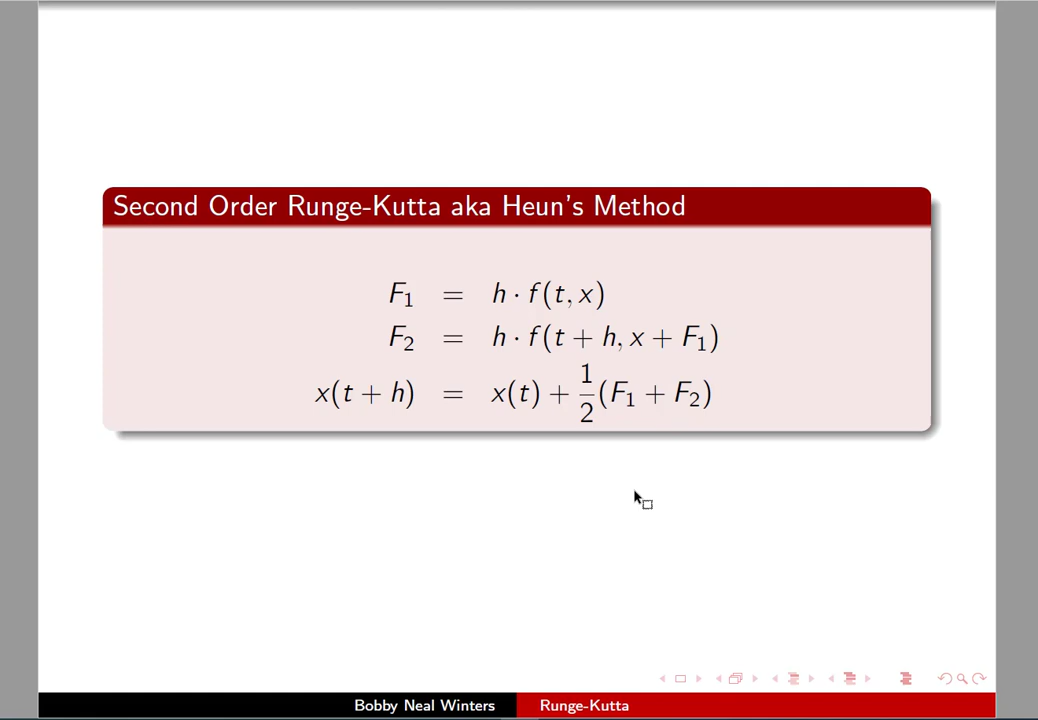 Second Order Runge-Kutta aka Heun's Method
F₁ = h · f(t, x)
F₂ = h · f(t + h, x + F₁)
x(t + h) = x(t) + 1/2(F₁ + F₂)
Bobby Neal Winters Runge-Kutta